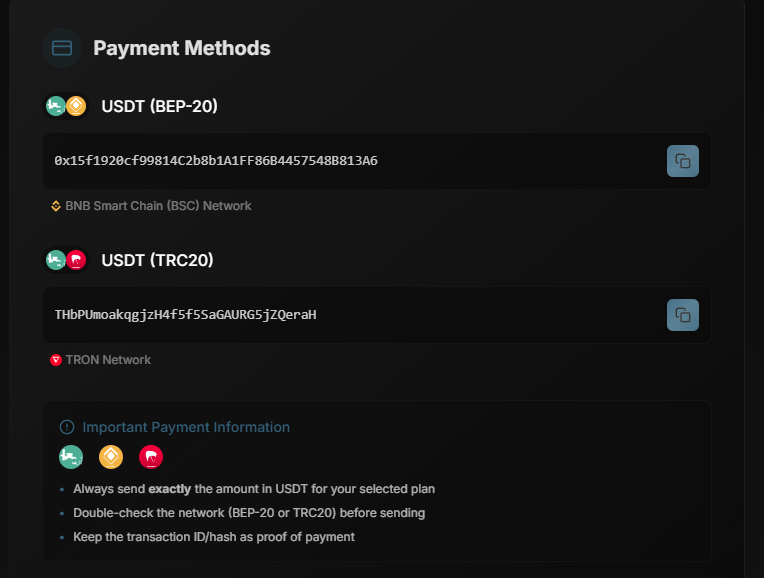 Payment Methods
USDT (BEP-20)
0x15f1920cf99814C2b8b1A1FF86B4457548B813A6
BNB Smart Chain (BSC) Network
USDT (TRC20)
THbPUmoakqgjzH4f5f5SaGAURG5jZQeraH
TRON Network
Important Payment Information
• Always send exactly the amount in USDT for your selected plan
• Double-check the network (BEP-20 or TRC20) before sending
• Keep the transaction ID/hash as proof of payment